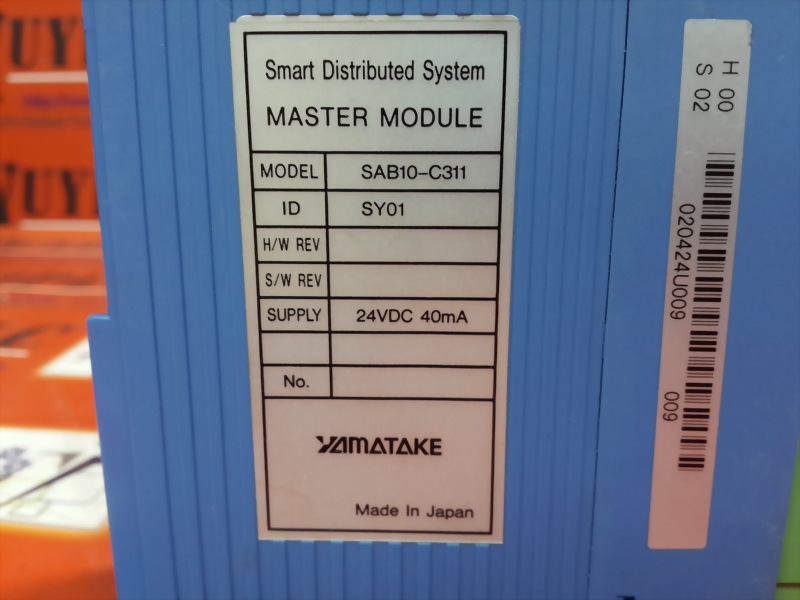 Smart Distributed System
MASTER MODULE
MODEL SAB10-C311
ID SY01
H/W REV
S/W REV
SUPPLY 24VDC 40mA
No.
YAMATAKE
Made In Japan
H 00
S 02
020424U009
009